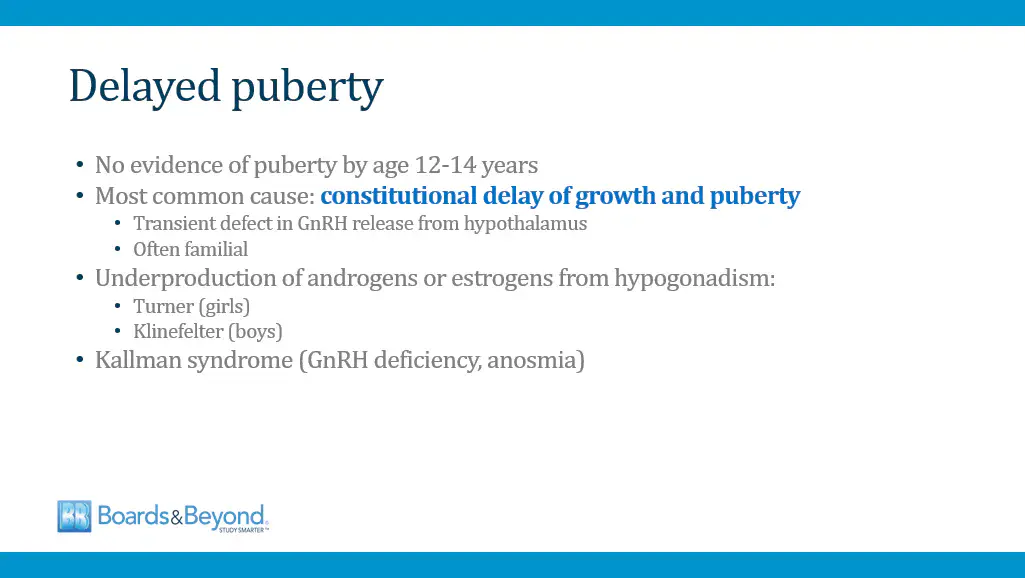 Delayed puberty
• No evidence of puberty by age 12-14 years
• Most common cause: constitutional delay of growth and puberty
• Transient defect in GnRH release from hypothalamus
• Often familial
• Underproduction of androgens or estrogens from hypogonadism:
• Turner (girls)
• Klinefelter (boys)
• Kallman syndrome (GnRH deficiency, anosmia)
BB Boards&Beyond®
STUDY SMARTER™